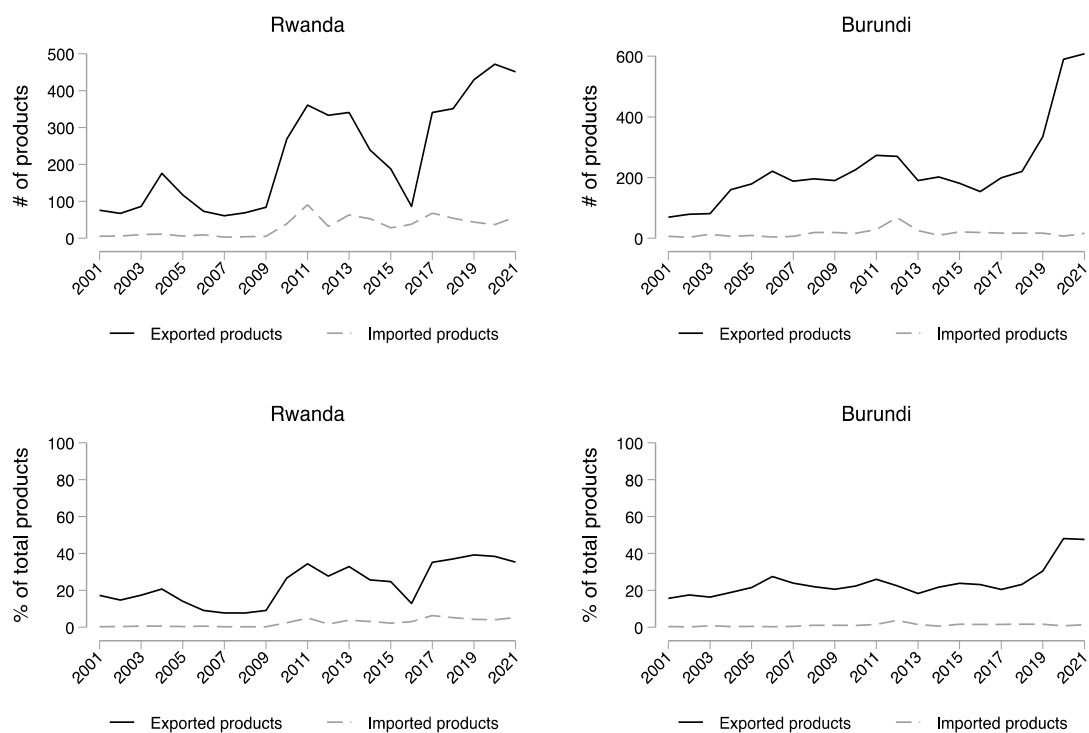 Rwanda
# of products
500
400
300
200
100
0
2001 2003 2005 2007 2009 2011 2013 2015 2017 2019 2021
Exported products Imported products
Burundi
# of products
600
400
200
0
2001 2003 2005 2007 2009 2011 2013 2015 2017 2019 2021
Exported products Imported products
Rwanda
% of total products
100
80
60
40
20
0
2001 2003 2005 2007 2009 2011 2013 2015 2017 2019 2021
Exported products Imported products
Burundi
% of total products
100
80
60
40
20
0
2001 2003 2005 2007 2009 2011 2013 2015 2017 2019 2021
Exported products Imported products